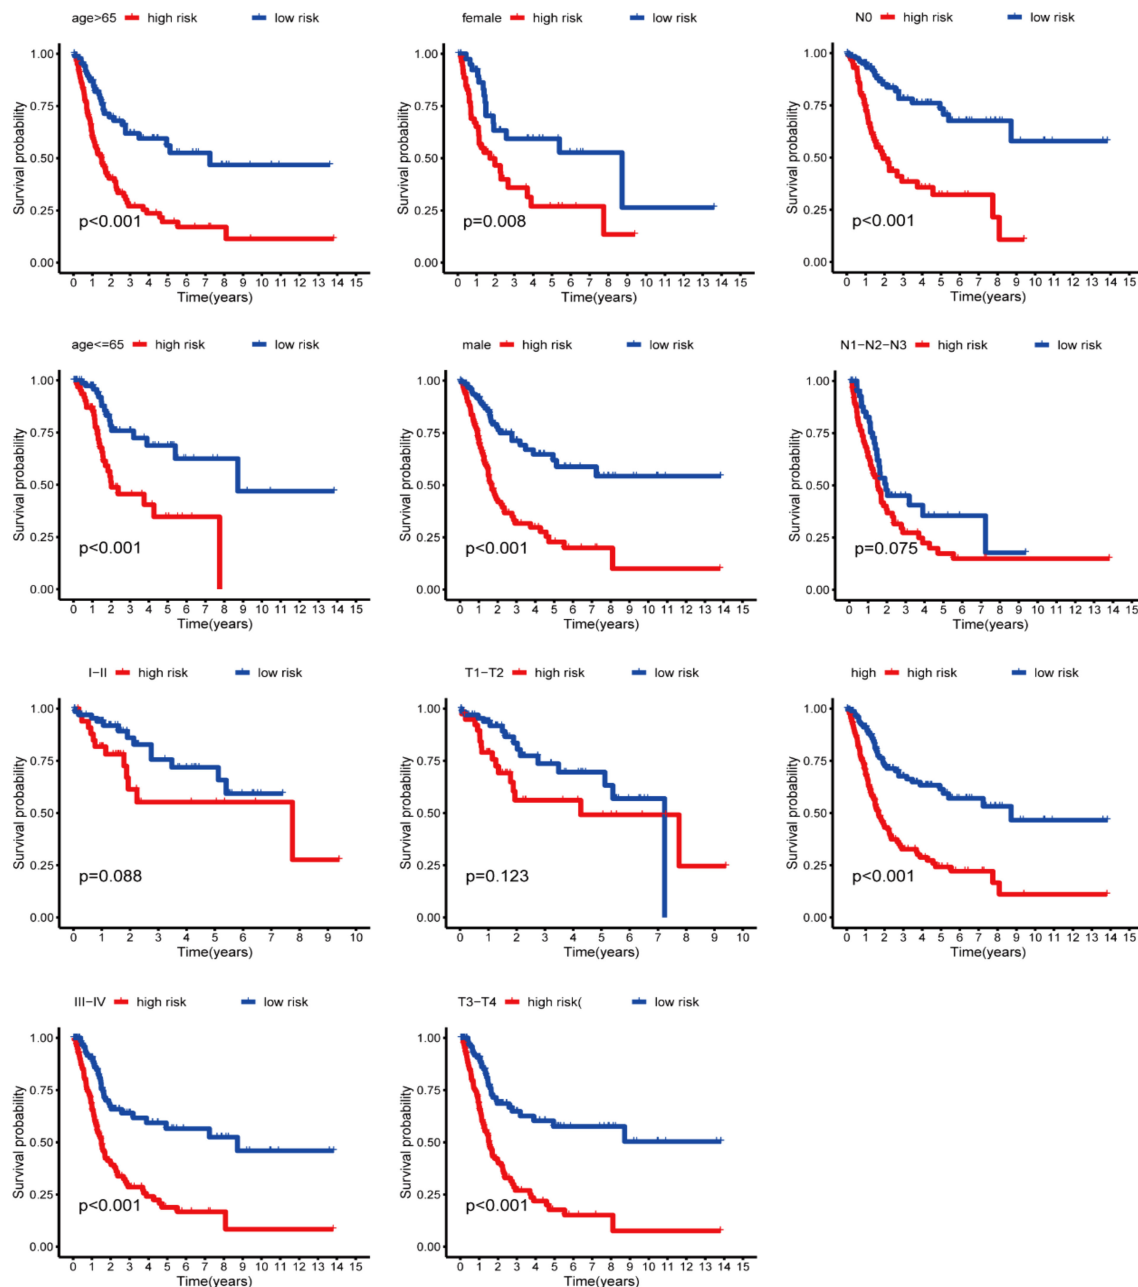 age>65 high risk low risk
Survival probability
1.00
0.75
0.50
0.25
0.00
p<0.001
0 1 2 3 4 5 6 7 8 9 10 11 12 13 14 15
Time(years)
female high risk low risk
Survival probability
1.00
0.75
0.50
0.25
0.00
p=0.008
0 1 2 3 4 5 6 7 8 9 10 11 12 13 14 15
Time(years)
N0 high risk low risk
Survival probability
1.00
0.75
0.50
0.25
0.00
p<0.001
0 1 2 3 4 5 6 7 8 9 10 11 12 13 14 15
Time(years)
age<=65 high risk low risk
Survival probability
1.00
0.75
0.50
0.25
0.00
p<0.001
0 1 2 3 4 5 6 7 8 9 10 11 12 13 14 15
Time(years)
male high risk low risk
Survival probability
1.00
0.75
0.50
0.25
0.00
p<0.001
0 1 2 3 4 5 6 7 8 9 10 11 12 13 14 15
Time(years)
N1−N2−N3 high risk low risk
Survival probability
1.00
0.75
0.50
0.25
0.00
p=0.075
0 1 2 3 4 5 6 7 8 9 10 11 12 13 14 15
Time(years)
I−II high risk low risk
Survival probability
1.00
0.75
0.50
0.25
0.00
p=0.088
0 1 2 3 4 5 6 7 8 9 10
Time(years)
T1−T2 high risk low risk
Survival probability
1.00
0.75
0.50
0.25
0.00
p=0.123
0 1 2 3 4 5 6 7 8 9 10
Time(years)
high high risk low risk
Survival probability
1.00
0.75
0.50
0.25
0.00
p<0.001
0 1 2 3 4 5 6 7 8 9 10 11 12 13 14 15
Time(years)
III−IV high risk low risk
Survival probability
1.00
0.75
0.50
0.25
0.00
p<0.001
0 1 2 3 4 5 6 7 8 9 10 11 12 13 14 15
Time(years)
T3−T4 high risk( low risk
Survival probability
1.00
0.75
0.50
0.25
0.00
p<0.001
0 1 2 3 4 5 6 7 8 9 10 11 12 13 14 15
Time(years)